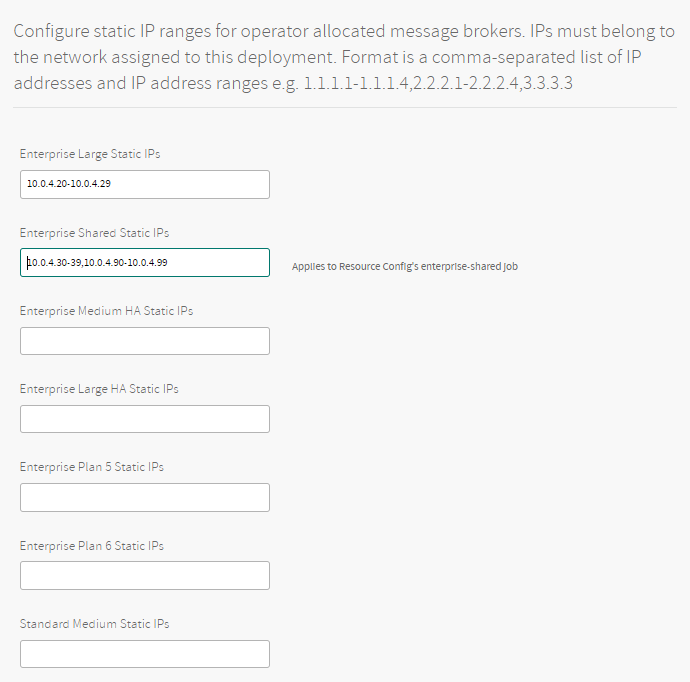 Configure static IP ranges for operator allocated message brokers. IPs must belong to
the network assigned to this deployment. Format is a comma-separated list of IP
addresses and IP address ranges e.g. 1.1.1.1-1.1.1.4,2.2.2.1-2.2.2.4,3.3.3.3
Enterprise Large Static IPs
10.0.4.20-10.0.4.29
Enterprise Shared Static IPs
10.0.4.30-39,10.0.4.90-10.0.4.99
Applies to Resource Config's enterprise-shared job
Enterprise Medium HA Static IPs
Enterprise Large HA Static IPs
Enterprise Plan 5 Static IPs
Enterprise Plan 6 Static IPs
Standard Medium Static IPs